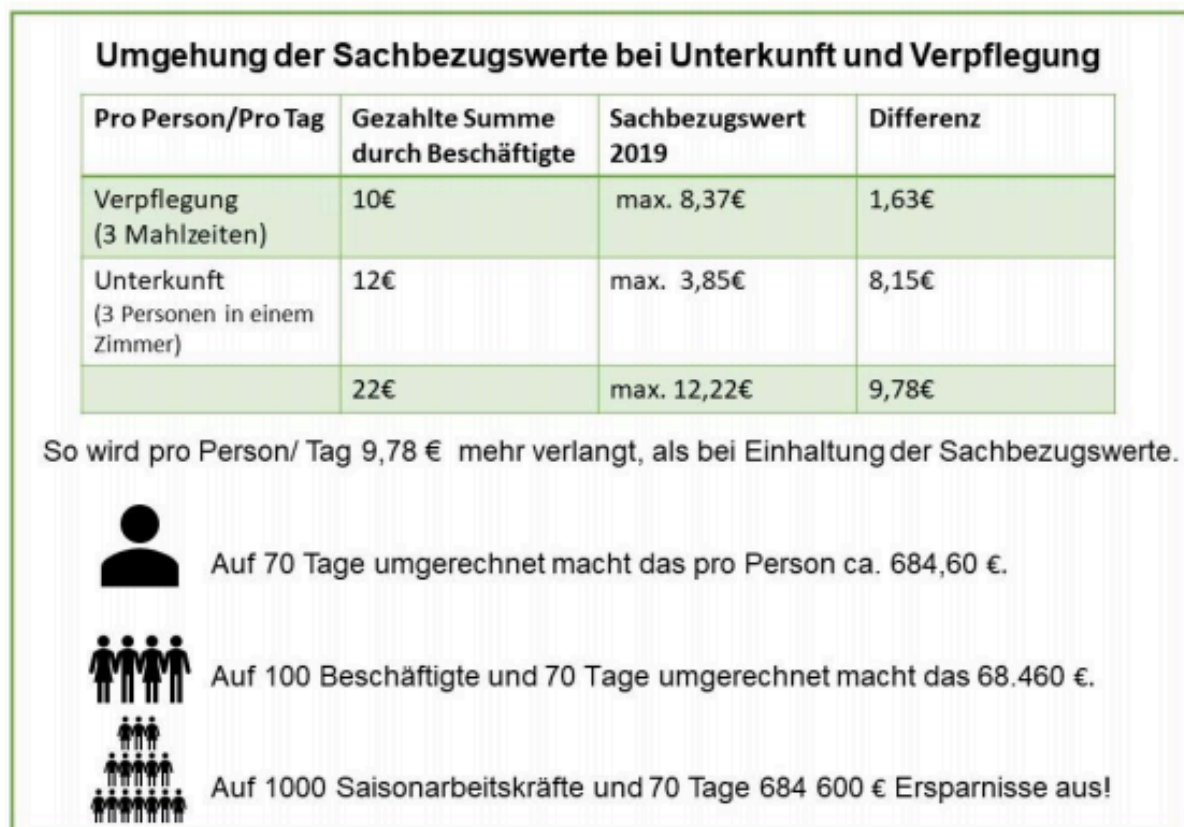 Umgehung der Sachbezugswerte bei Unterkunft und Verpflegung
Pro Person/Pro Tag
Gezahlte Summe
durch Beschäftigte
Sachbezugswert
2019
Differenz
Verpflegung
(3 Mahlzeiten)
10€
max. 8,37€
1,63€
Unterkunft
(3 Personen in einem
Zimmer)
12€
max. 3,85€
8,15€
22€
max. 12,22€
9,78€
So wird pro Person/ Tag 9,78 € mehr verlangt, als bei Einhaltung der Sachbezugswerte.
Auf 70 Tage umgerechnet macht das pro Person ca. 684,60 €.
Auf 100 Beschäftigte und 70 Tage umgerechnet macht das 68.460 €.
Auf 1000 Saisonarbeitskräfte und 70 Tage 684 600 € Ersparnisse aus!